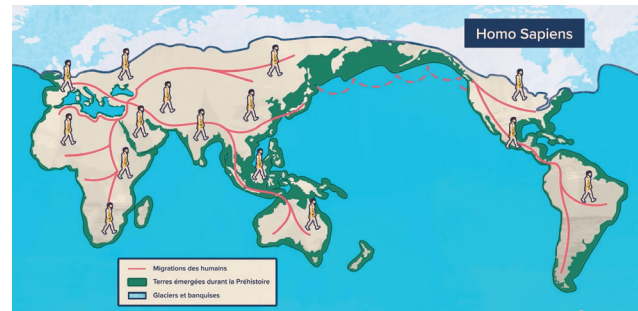 Homo Sapiens
Migrations des humains
Terres émergées durant la Préhistoire
Glaciers et banquises